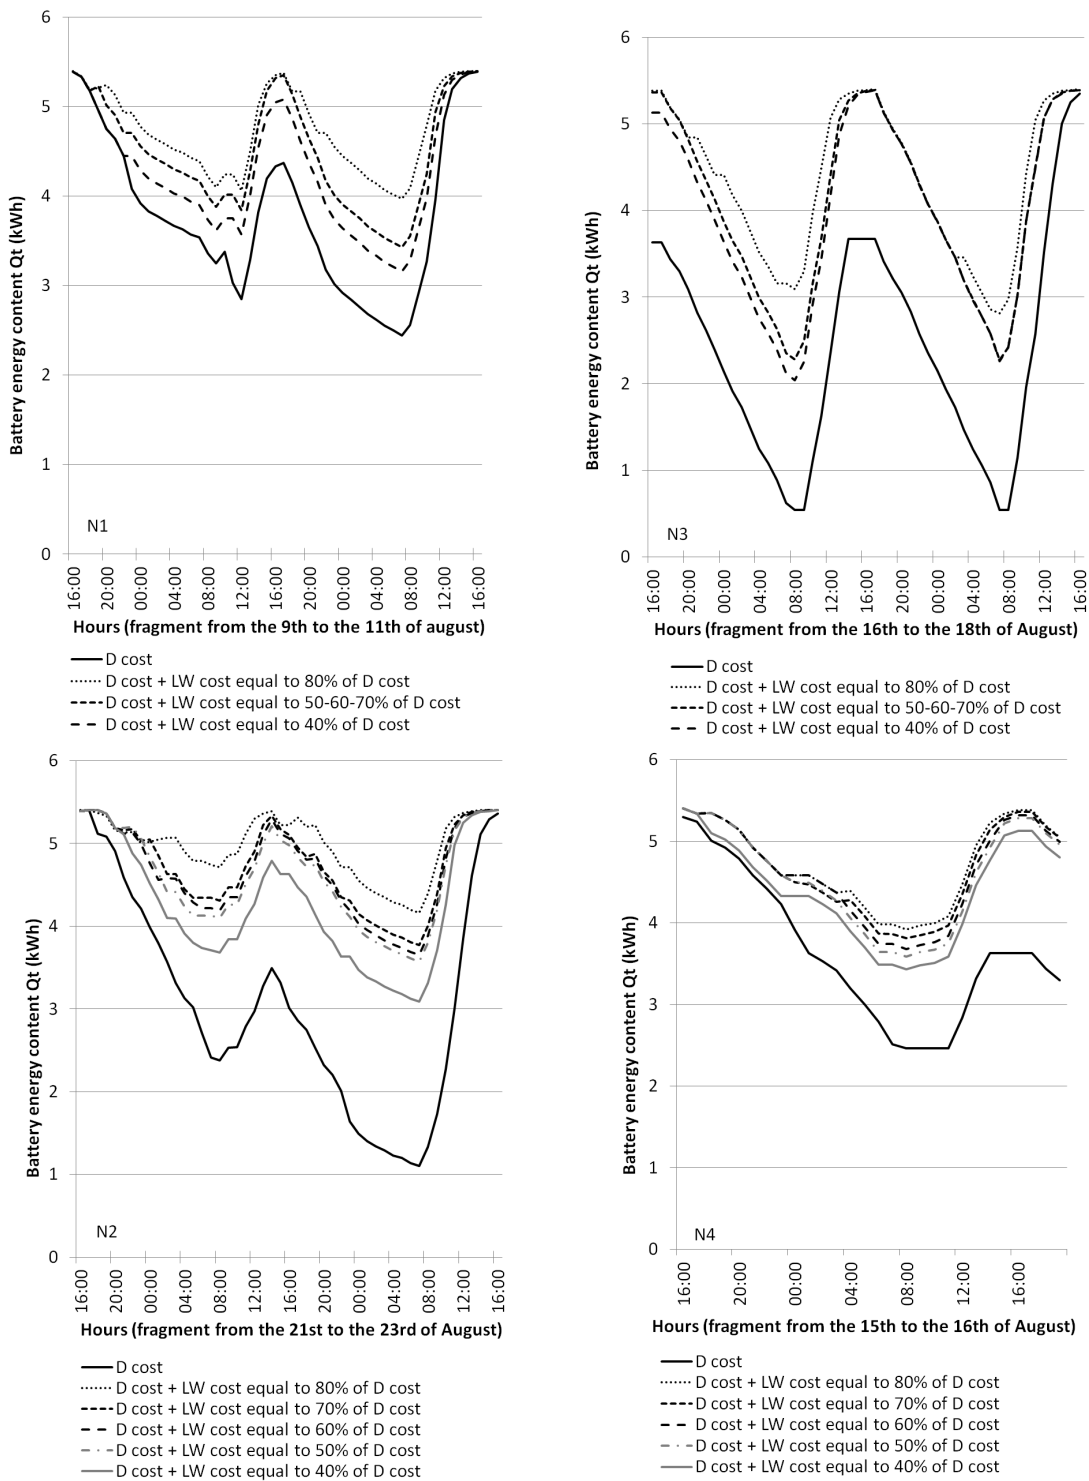 6
5
4
3
2
1
0
Battery energy content Qt (kWh)
N1
16:00
20:00
00:00
04:00
08:00
12:00
16:00
20:00
00:00
04:00
08:00
12:00
16:00
Hours (fragment from the 9th to the 11th of august)
D cost
D cost + LW cost equal to 80% of D cost
D cost + LW cost equal to 50-60-70% of D cost
D cost + LW cost equal to 40% of D cost
6
5
4
3
2
1
0
Battery energy content Qt (kWh)
N3
16:00
20:00
00:00
04:00
08:00
12:00
16:00
20:00
00:00
04:00
08:00
12:00
16:00
Hours (fragment from the 16th to the 18th of August)
D cost
D cost + LW cost equal to 80% of D cost
D cost + LW cost equal to 50-60-70% of D cost
D cost + LW cost equal to 40% of D cost
6
5
4
3
2
1
0
Battery energy content Qt (kWh)
N2
16:00
20:00
00:00
04:00
08:00
12:00
16:00
20:00
00:00
04:00
08:00
12:00
16:00
Hours (fragment from the 21st to the 23rd of August)
D cost
D cost + LW cost equal to 80% of D cost
D cost + LW cost equal to 70% of D cost
D cost + LW cost equal to 60% of D cost
D cost + LW cost equal to 50% of D cost
D cost + LW cost equal to 40% of D cost
6
5
4
3
2
1
0
Battery energy content Qt (kWh)
N4
16:00
20:00
00:00
04:00
08:00
12:00
16:00
Hours (fragment from the 15th to the 16th of August)
D cost
D cost + LW cost equal to 80% of D cost
D cost + LW cost equal to 70% of D cost
D cost + LW cost equal to 60% of D cost
D cost + LW cost equal to 50% of D cost
D cost + LW cost equal to 40% of D cost